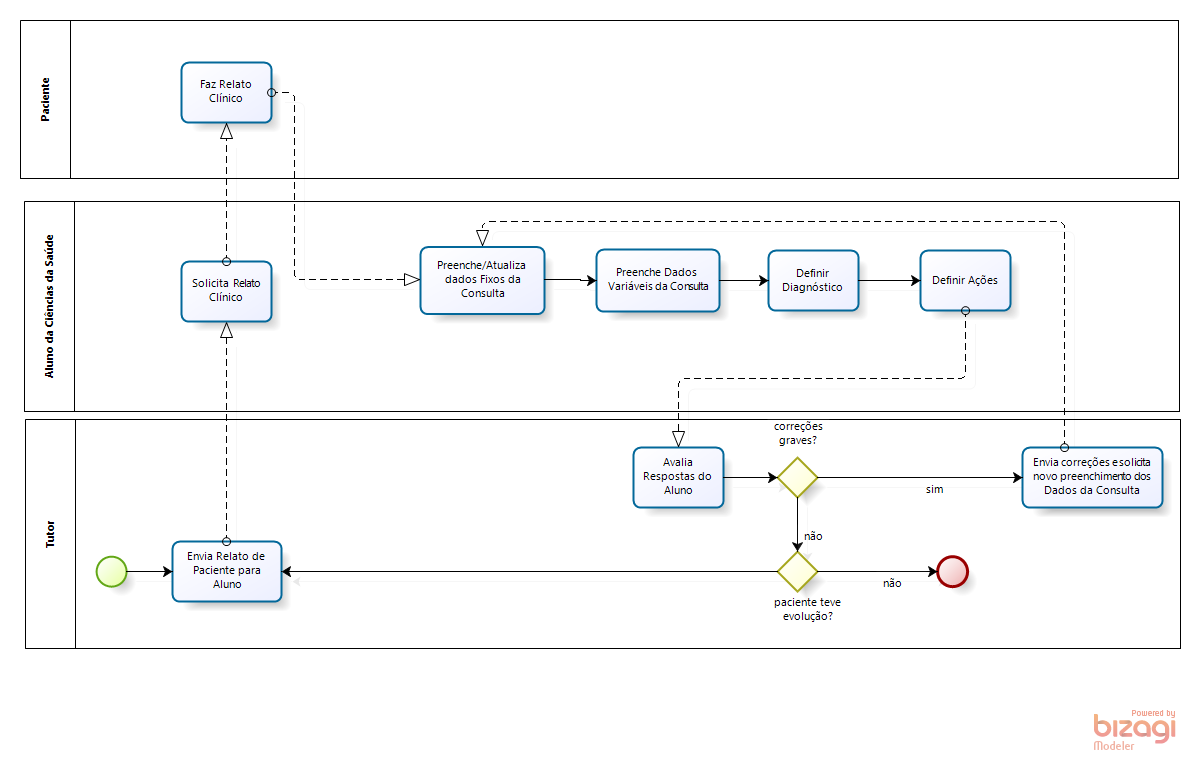 Paciente
Faz Relato
Clínico
Aluno da Ciências da Saúde
Solicita Relato
Clínico
Preenche/Atualiza
dados Fixos da
Consulta
Preenche Dados
Variáveis da Consulta
Definir
Diagnóstico
Definir Ações
Tutor
correções
graves?
Avalia
Respostas do
Aluno
sim
Envia correções e solicita
novo preenchimento dos
Dados da Consulta
não
Envia Relato de
Paciente para
Aluno
não
paciente teve
evolução?
Powered by
bizagi
Modeler